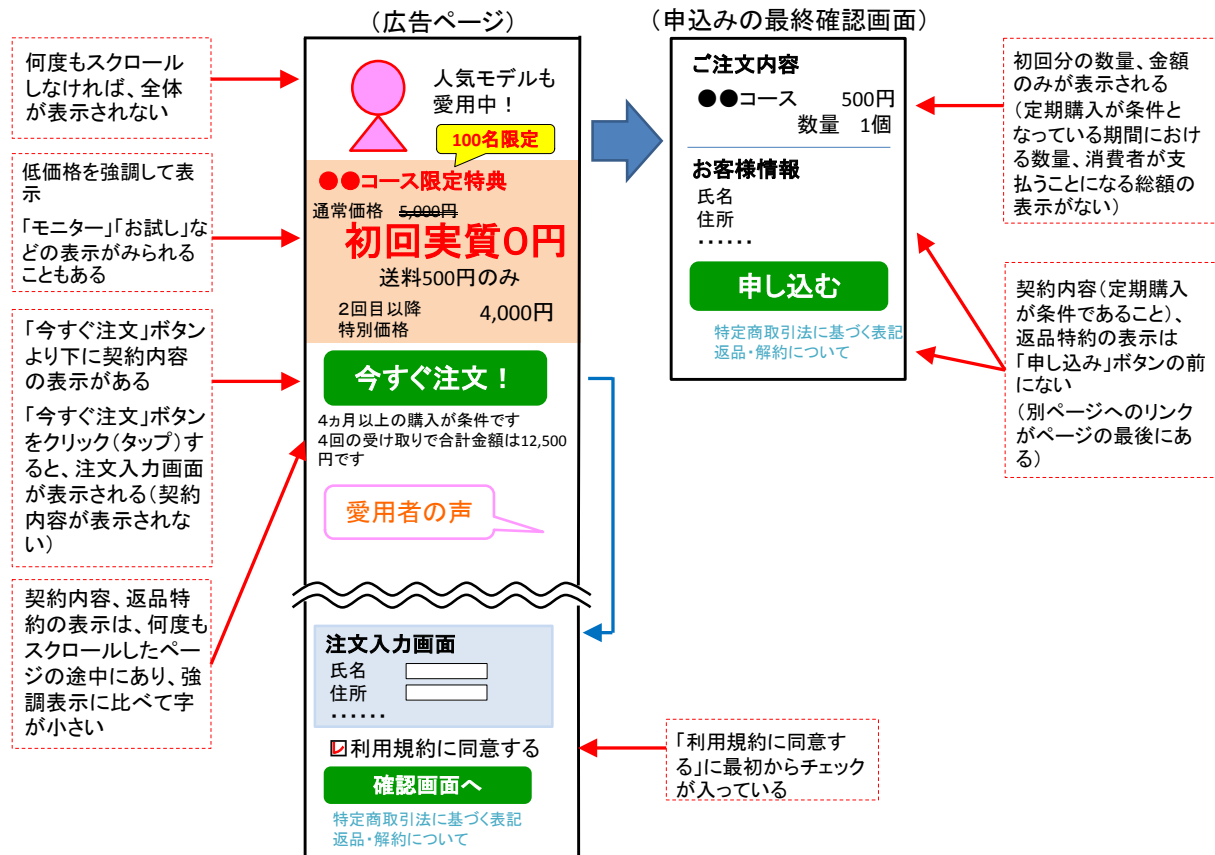 (広告ページ)
(申込みの最終確認画面)
何度もスクロール
しなければ、全体
が表示されない
低価格を強調して表
示
「モニター」「お試し」な
どの表示がみられる
こともある
「今すぐ注文」ボタン
より下に契約内容
の表示がある
「今すぐ注文」ボタン
をクリック(タップ)す
ると、注文入力画面
が表示される(契約
内容が表示されな
い)
契約内容、返品特
約の表示は、何度も
スクロールしたペー
ジの途中にあり、強
調表示に比べて字
が小さい
人気モデルも
愛用中！
100名限定
●●コース限定特典
通常価格 5,000円
初回実質0円
送料500円のみ
2回目以降
特別価格
4,000円
今すぐ注文！
4ヵ月以上の購入が条件です
4回の受け取りで合計金額は12,500
円です
愛用者の声
注文入力画面
氏名
住所
・・・・・・
利用規約に同意する
確認画面へ
特定商取引法に基づく表記
返品・解約について
ご注文内容
●●コース 500円
数量 1個
お客様情報
氏名
住所
・・・・・・
申し込む
特定商取引法に基づく表記
返品・解約について
初回分の数量、金額
のみが表示される
(定期購入が条件と
なっている期間におけ
る数量、消費者が支
払うことになる総額の
表示がない)
契約内容(定期購入
が条件であること)、
返品特約の表示は
「申し込み」ボタンの前
にない
(別ページへのリンク
がページの最後にあ
る)
「利用規約に同意す
る」に最初からチェック
が入っている